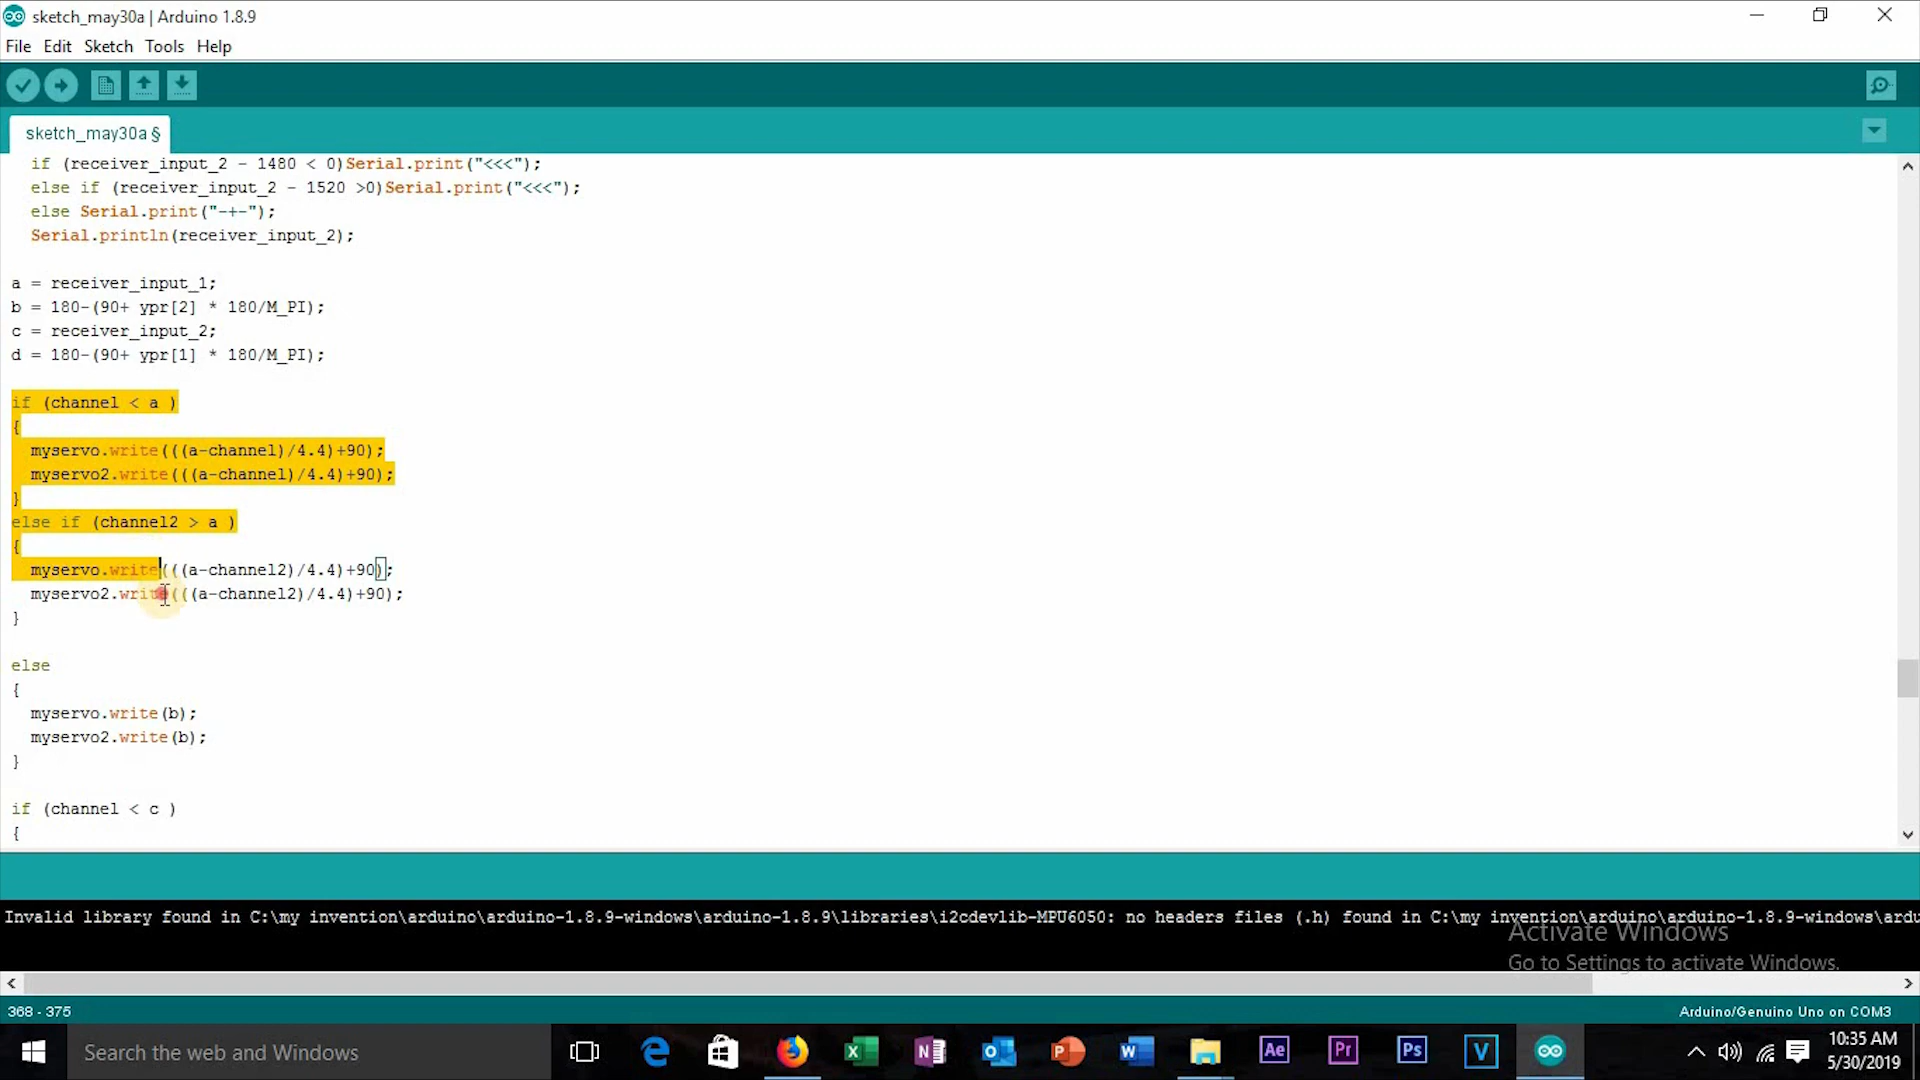 sketch_may30a | Arduino 1.8.9
File Edit Sketch Tools Help
sketch_may30a §
if (receiver_input_2 - 1480 < 0)Serial.print("<<<");
else if (receiver_input_2 - 1520 >0)Serial.print("<<<");
else Serial.print("-+-");
Serial.println(receiver_input_2);
a = receiver_input_1;
b = 180-(90+ ypr[2] * 180/M_PI);
c = receiver_input_2;
d = 180-(90+ ypr[1] * 180/M_PI);
if (channel < a )
{
myservo.write(((a-channel)/4.4)+90);
myservo2.write(((a-channel)/4.4)+90);
}
else if (channel2 > a )
{
myservo.write(((a-channel2)/4.4)+90);
myservo2.write(((a-channel2)/4.4)+90);
}
else
{
myservo.write(b);
myservo2.write(b);
}
if (channel < c )
{
Invalid library found in C:\my invention\arduino\arduino-1.8.9-windows\arduino-1.8.9\libraries\i2cdevlib-MPU6050: no headers files (.h) found in C:\my invention\arduino\arduino-1.8.9-windows\ardu
Activate Windows
Go to Settings to activate Windows.
368 - 375
Arduino/Genuino Uno on COM3
Search the web and Windows
Ae
Pr
Ps
V
10:35 AM
5/30/2019